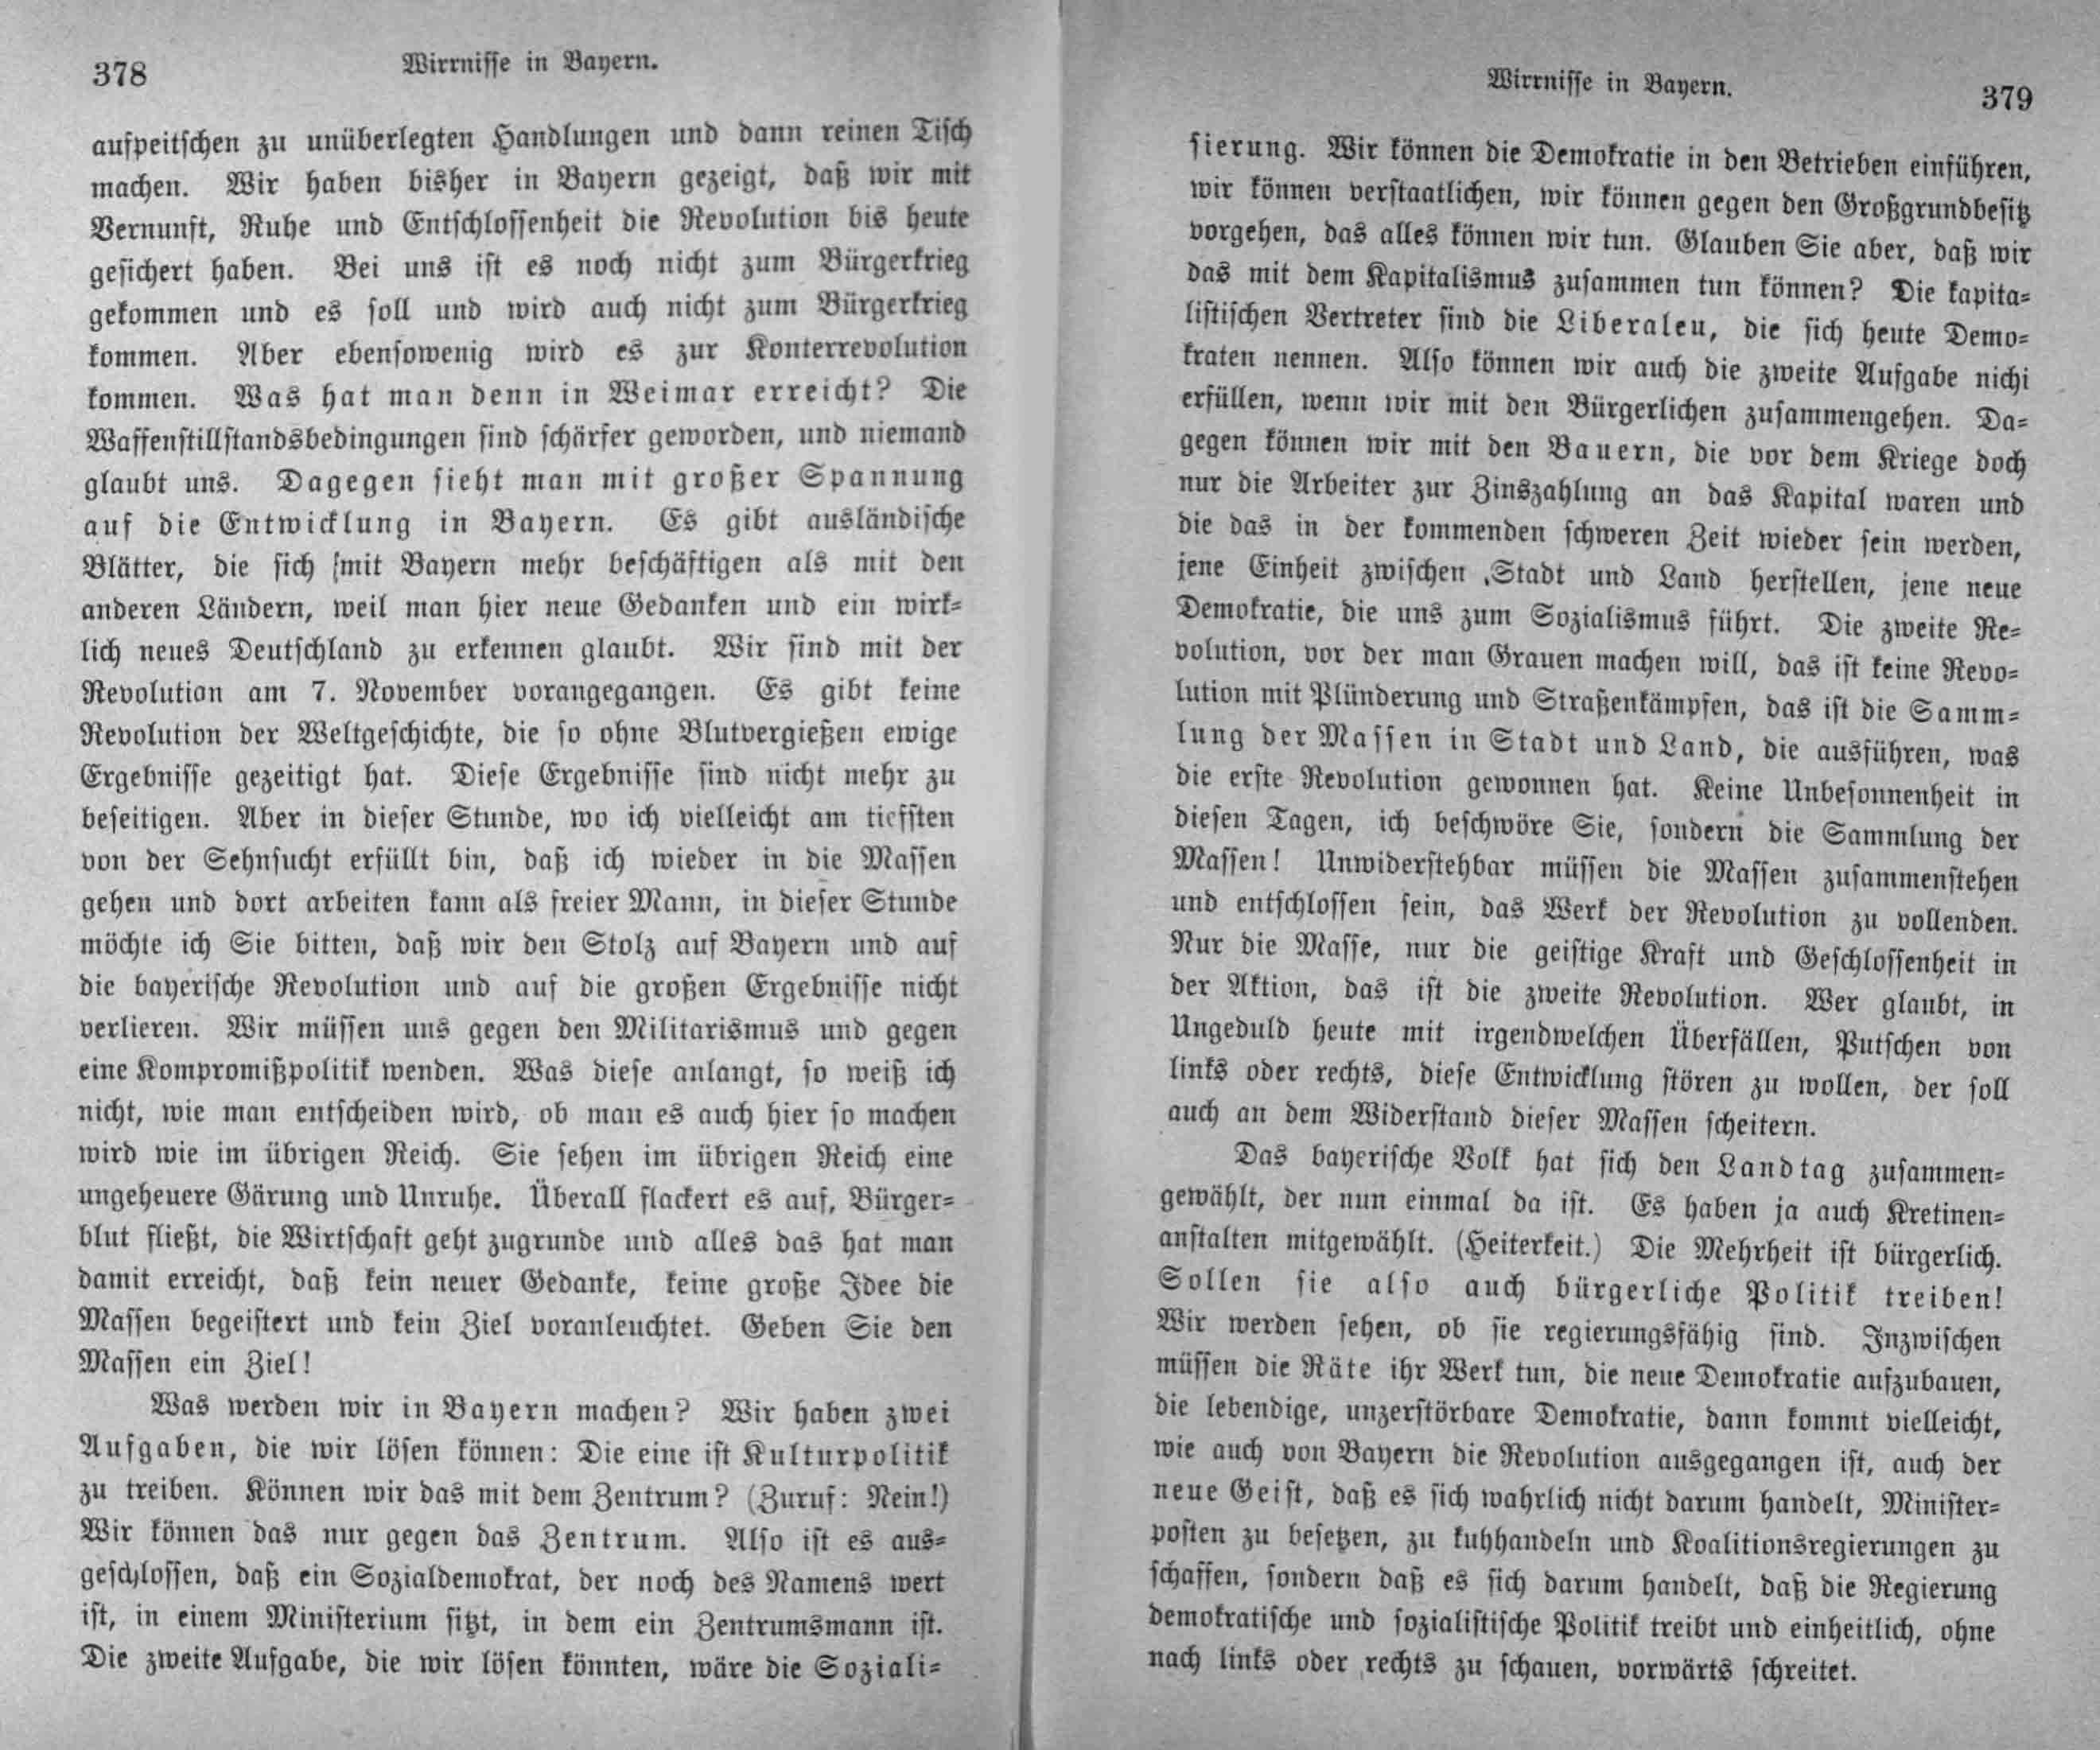 378
Wirrnisse in Bayern.
aufpeitschen zu unüberlegten Handlungen und dann reinen Tisch
machen. Wir haben bisher in Bayern gezeigt, daß wir mit
Vernunft, Ruhe und Entschlossenheit die Revolution bis heute
gesichert haben. Bei uns ist es noch nicht zum Bürgerkrieg
gekommen und es soll und wird auch nicht zum Bürgerkrieg
kommen. Aber ebensowenig wird es zur Konterrevolution
kommen. Was hat man denn in Weimar erreicht? Die
Waffenstillstandsbedingungen sind schärfer geworden, und niemand
glaubt uns. Dagegen sieht man mit großer Spannung
auf die Entwicklung in Bayern. Es gibt ausländische
Blätter, die sich mit Bayern mehr beschäftigen als mit den
anderen Ländern, weil man hier neue Gedanken und ein wirk-
lich neues Deutschland zu erkennen glaubt. Wir sind mit der
Revolution am 7. November vorangegangen. Es gibt keine
Revolution der Weltgeschichte, die so ohne Blutvergießen ewige
Ergebnisse gezeitigt hat. Diese Ergebnisse sind nicht mehr zu
beseitigen. Aber in dieser Stunde, wo ich vielleicht am tiefsten
von der Sehnsucht erfüllt bin, daß ich wieder in die Massen
gehen und dort arbeiten kann als freier Mann, in dieser Stunde
möchte ich Sie bitten, daß wir den Stolz auf Bayern und auf
die bayerische Revolution und auf die großen Ergebnisse nicht
verlieren. Wir müssen uns gegen den Militarismus und gegen
eine Kompromißpolitik wenden. Was diese anlangt, so weiß ich
nicht, wie man entscheiden wird, ob man es auch hier so machen
wird wie im übrigen Reich. Sie sehen im übrigen Reich eine
ungeheuere Gärung und Unruhe. Überall flackert es auf, Bürger-
blut fließt, die Wirtschaft geht zugrunde und alles das hat man
damit erreicht, daß kein neuer Gedanke, keine große Idee die
Massen begeistert und kein Ziel voranleuchtet. Geben Sie den
Massen ein Ziel!
Was werden wir in Bayern machen? Wir haben zwei
Aufgaben, die wir lösen können: Die eine ist Kulturpolitik
zu treiben. Können wir das mit dem Zentrum? (Zuruf: Nein!)
Wir können das nur gegen das Zentrum. Also ist es aus-
geschlossen, daß ein Sozialdemokrat, der noch des Namens wert
ist, in einem Ministerium sitzt, in dem ein Zentrumsmann ist.
Die zweite Aufgabe, die wir lösen könnten, wäre die Soziali-
Wirrnisse in Bayern.
379
sierung. Wir können die Demokratie in den Betrieben einführen,
wir können verstaatlichen, wir können gegen den Großgrundbesitz
vorgehen, das alles können wir tun. Glauben Sie aber, daß wir
das mit dem Kapitalismus zusammen tun können? Die kapita-
listischen Vertreter sind die Liberalen, die sich heute Demo-
kraten nennen. Also können wir auch die zweite Aufgabe nicht
erfüllen, wenn wir mit den Bürgerlichen zusammengehen. Da-
gegen können wir mit den Bauern, die vor dem Kriege doch
nur die Arbeiter zur Zinszahlung an das Kapital waren und
die das in der kommenden schweren Zeit wieder sein werden,
jene Einheit zwischen Stadt und Land herstellen, jene neue
Demokratie, die uns zum Sozialismus führt. Die zweite Re-
volution, vor der man Grauen machen will, das ist keine Revo-
lution mit Plünderung und Straßenkämpfen, das ist die Samm-
lung der Massen in Stadt und Land, die ausführen, was
die erste Revolution gewonnen hat. Keine Unbesonnenheit in
diesen Tagen, ich beschwöre Sie, sondern die Sammlung der
Massen! Unwiderstehbar müssen die Massen zusammenstehen
und entschlossen sein, das Werk der Revolution zu vollenden.
Nur die Masse, nur die geistige Kraft und Geschlossenheit in
der Aktion, das ist die zweite Revolution. Wer glaubt, in
Ungeduld heute mit irgendwelchen Überfällen, Putschen von
links oder rechts, diese Entwicklung stören zu wollen, der soll
auch an dem Widerstand dieser Massen scheitern.
Das bayerische Volk hat sich den Landtag zusammen-
gewählt, der nun einmal da ist. Es haben ja auch Kretinen-
anstalten mitgewählt. (Heiterkeit.) Die Mehrheit ist bürgerlich.
Sollen sie also auch bürgerliche Politik treiben!
Wir werden sehen, ob sie regierungsfähig sind. Inzwischen
müssen die Räte ihr Werk tun, die neue Demokratie aufzubauen,
die lebendige, unzerstörbare Demokratie, dann kommt vielleicht,
wie auch von Bayern die Revolution ausgegangen ist, auch der
neue Geist, daß es sich wahrlich nicht darum handelt, Minister-
posten zu besetzen, zu kuhhandeln und Koalitionsregierungen zu
schaffen, sondern daß es sich darum handelt, daß die Regierung
demokratische und sozialistische Politik treibt und einheitlich, ohne
nach links oder rechts zu schauen, vorwärts schreitet.